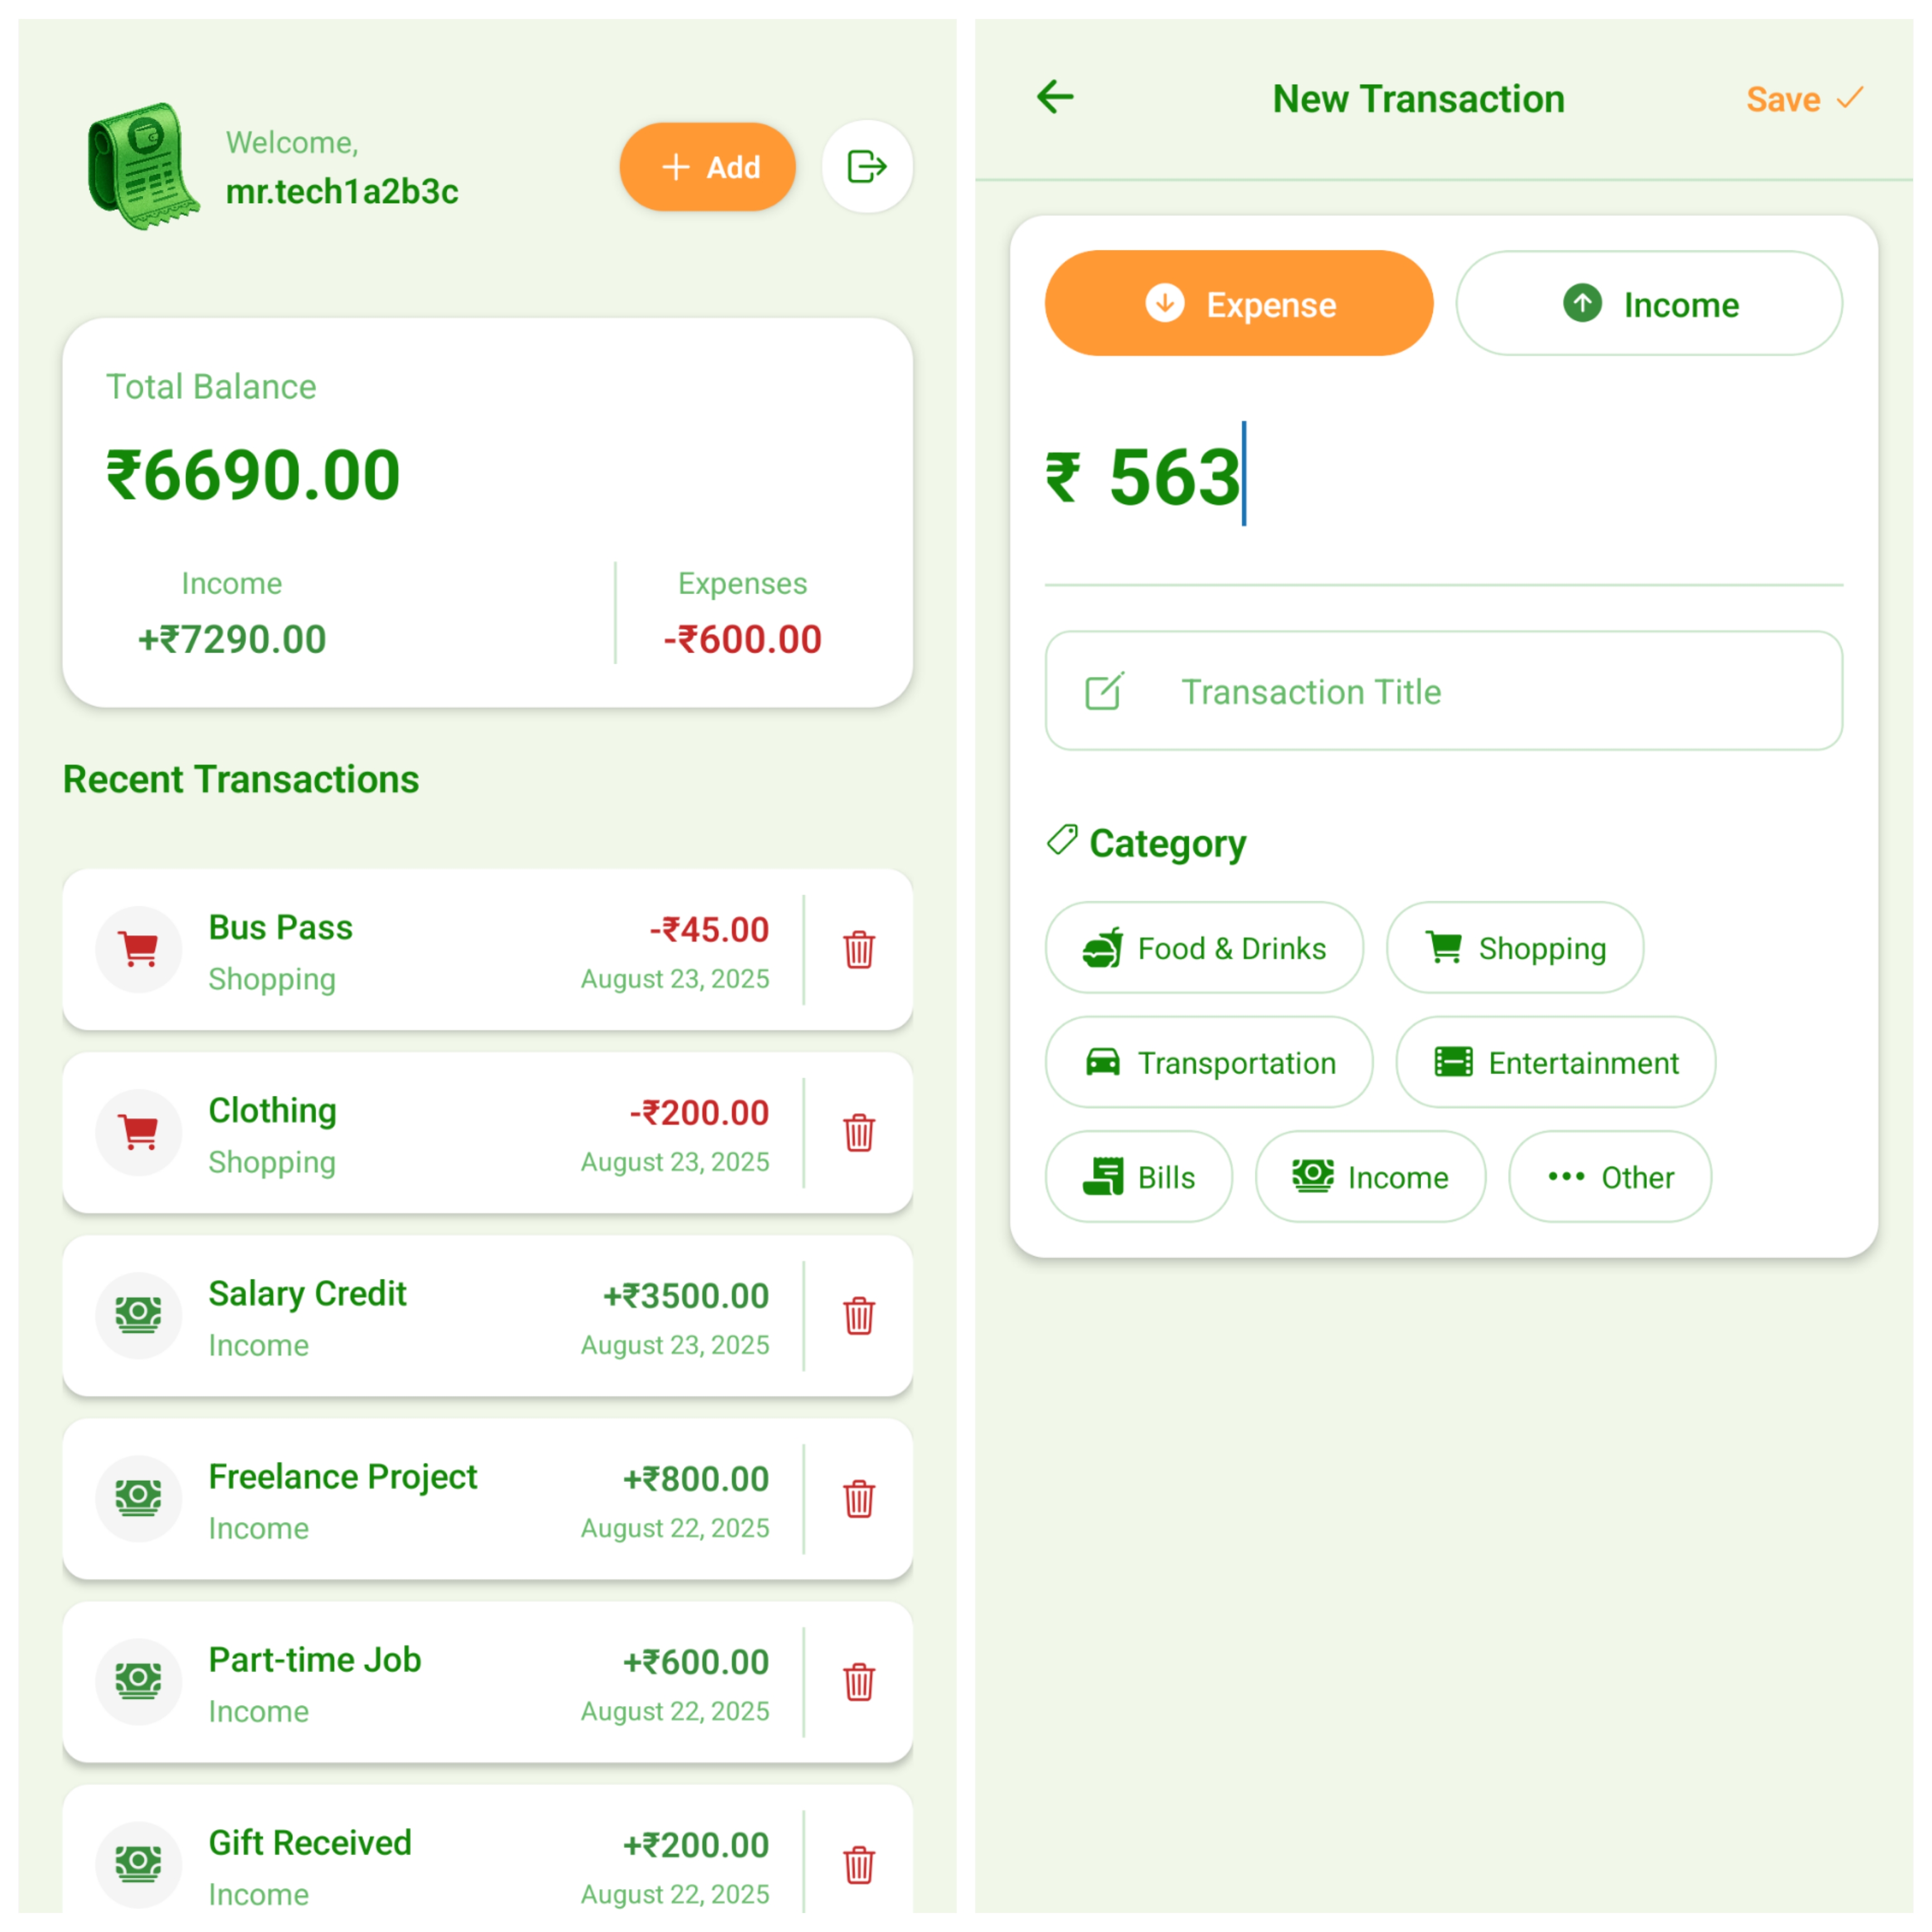 Welcome,
mr.tech1a2b3c
+ Add
Total Balance
₹6690.00
Income
+₹7290.00
Expenses
-₹600.00
Recent Transactions
Bus Pass
-₹45.00
Shopping
August 23, 2025
Clothing
-₹200.00
Shopping
August 23, 2025
Salary Credit
+₹3500.00
Income
August 23, 2025
Freelance Project
+₹800.00
Income
August 22, 2025
Part-time Job
+₹600.00
Income
August 22, 2025
Gift Received
+₹200.00
Income
August 22, 2025
New Transaction
Save
Expense
Income
₹ 563
Transaction Title
Category
Food & Drinks
Shopping
Transportation
Entertainment
Bills
Income
Other